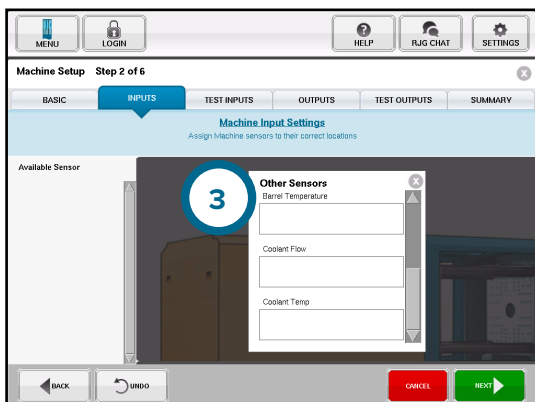 MENU
LOGIN
HELP
RJG CHAT
SETTINGS
Machine Setup Step 2 of 6
BASIC
INPUTS
TEST INPUTS
OUTPUTS
TEST OUTPUTS
SUMMARY
Machine Input Settings
Assign Machine sensors to their correct locations
Available Sensor
3
Other Sensors
Barrel Temperature
Coolant Flow
Coolant Temp
BACK
UNDO
CANCEL
NEXT